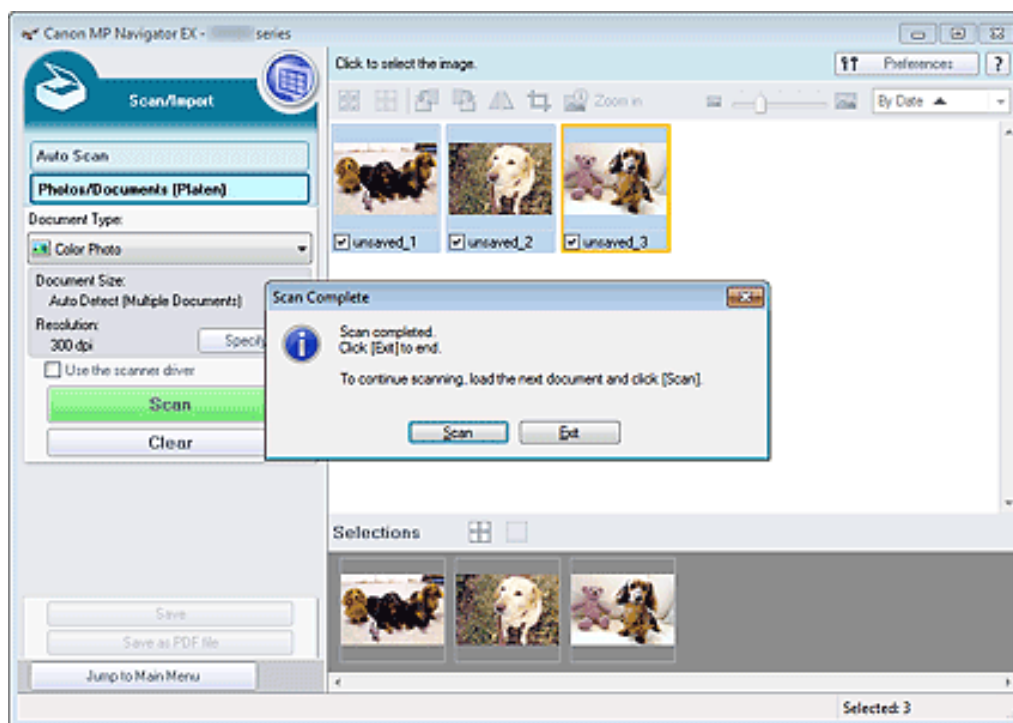 Canon MP Navigator EX - series
Click to select the image.
Preferences
?
Scan/Import
Zoom in
By Date
Auto Scan
Photos/Documents (Platen)
Document Type:
Color Photo
unsaved_1
unsaved_2
unsaved_3
Document Size:
Auto Detect (Multiple Documents)
Resolution:
300 dpi
Specify
Use the scanner driver
Scan
Clear
Scan Complete
Scan completed.
Click [Exit] to end.
To continue scanning, load the next document and click [Scan].
Scan
Exit
Selections
Save
Save as PDF file
Jump to Main Menu
Selected: 3